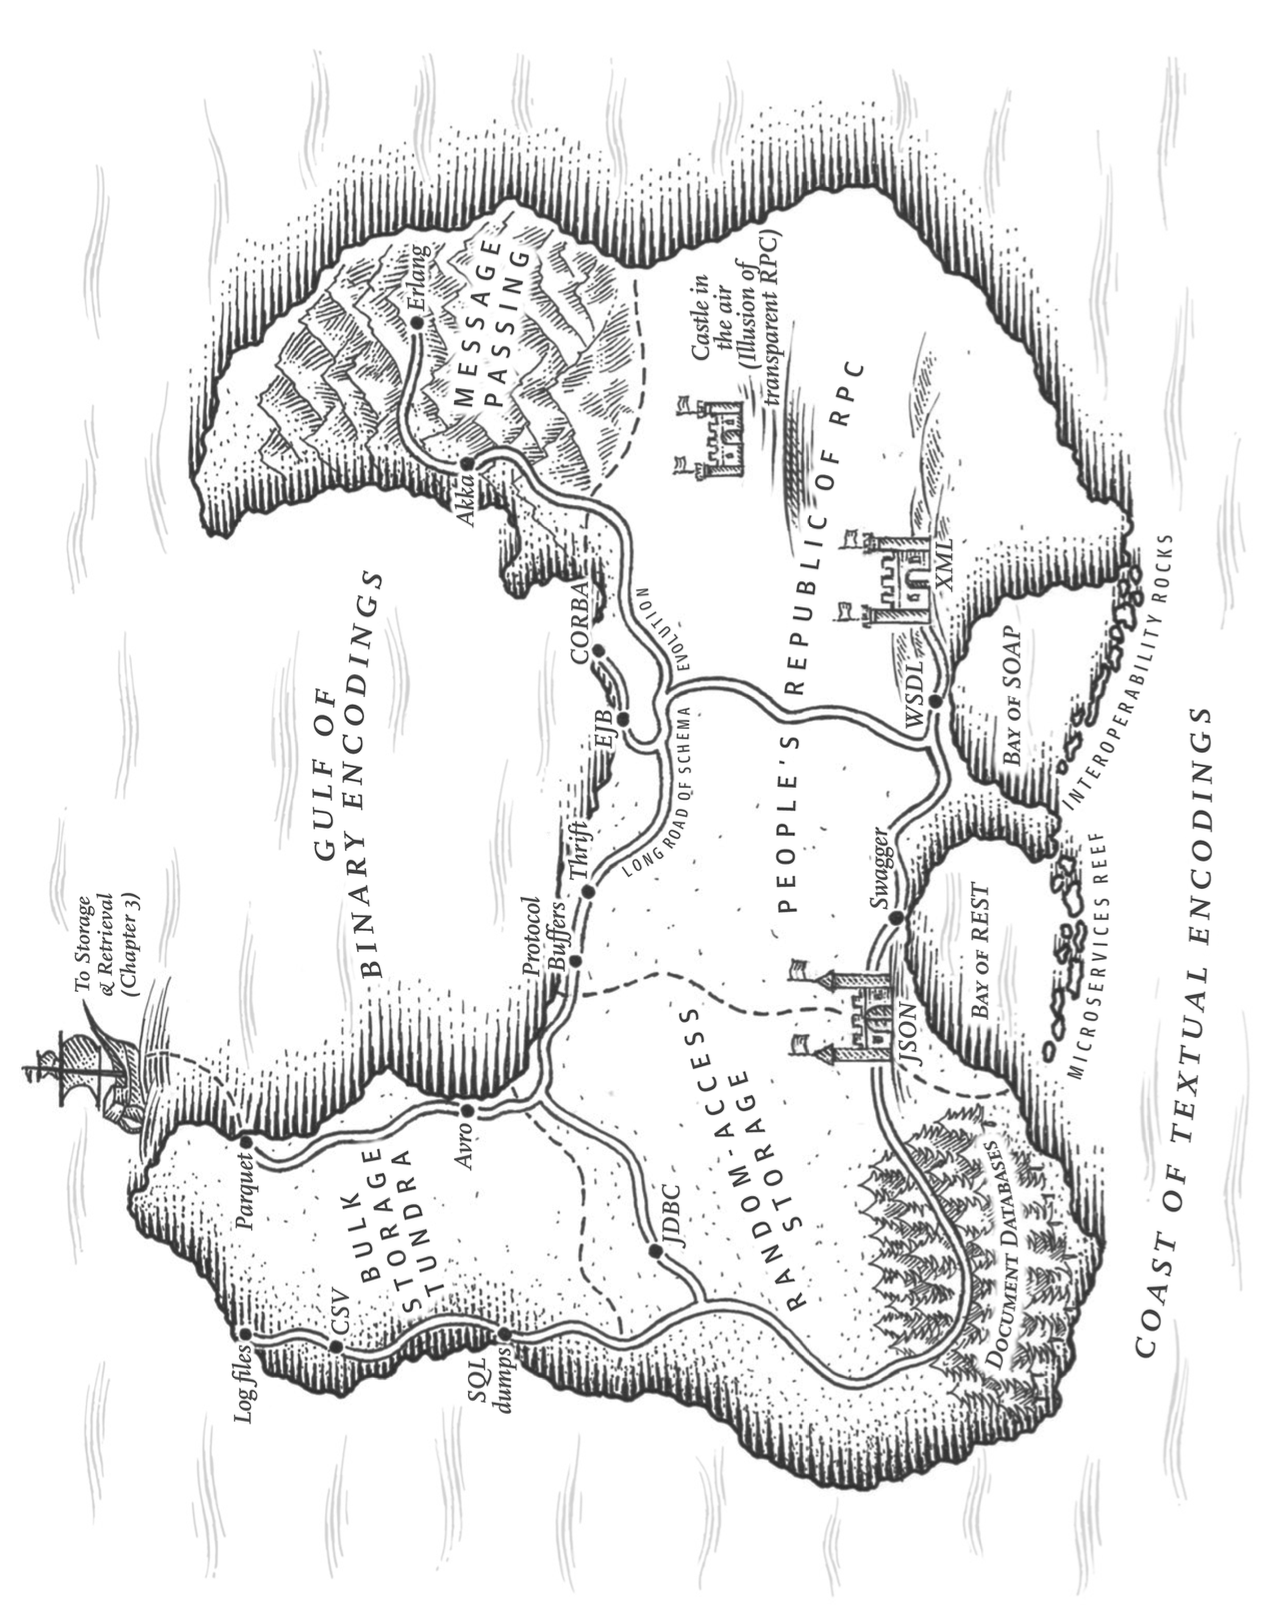 To Storage
& Retrieval
(Chapter 3)
Log files
Parquet
CSV
BULK
STORAGE
TUNDRA
SQL
dumps
Avro
GULF OF
BINARY ENCODINGS
Erlang
Akka
MESSAGE
PASSING
Protocol
Buffers
Thrift
EJB
CORBA
LONG ROAD OF SCHEMA EVOLUTION
JDBC
RANDOM-ACCESS
STORAGE
Castle in
the air
(Illusion of
transparent RPC)
PEOPLE'S REPUBLIC OF RPC
JSON
Swagger
WSDL
XML
DOCUMENT DATABASES
BAY OF REST
BAY OF SOAP
MICROSERVICES REEF
INTEROPERABILITY ROCKS
COAST OF TEXTUAL ENCODINGS